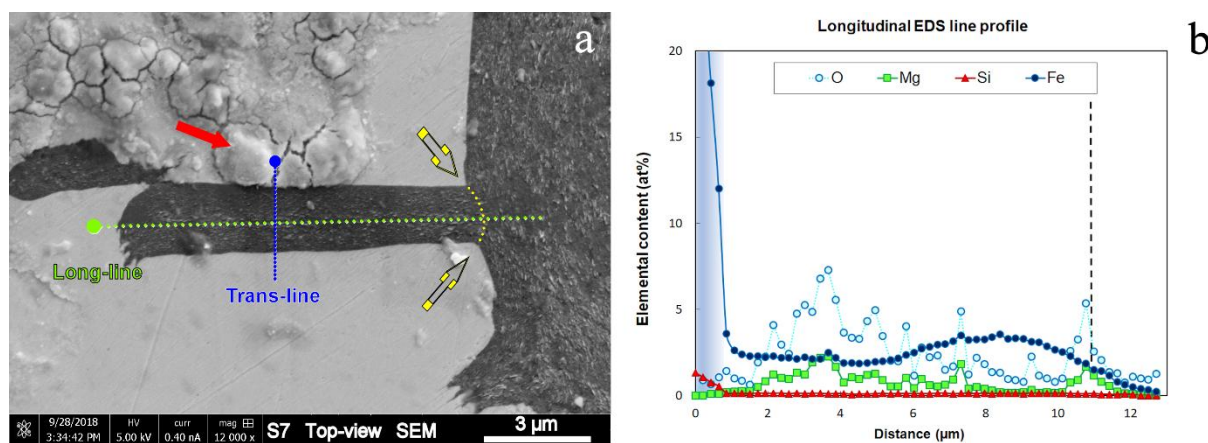 a
Long-line
Trans-line
9/28/2018 HV curr mag
3:34:42 PM 5.00 kV 0.40 nA 12 000 x
S7 Top-view SEM 3 µm
Longitudinal EDS line profile
b
O Mg Si Fe
Elemental content (at%)
20
15
10
5
0
0 2 4 6 8 10 12
Distance (µm)